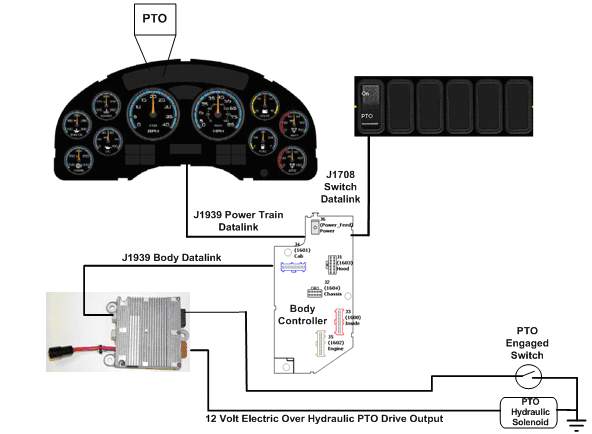 PTO
On
PTO
RPM
MPH
J1708
Switch
Datalink
J1939 Power Train
Datalink
J1939 Body Datalink
J6
(Power_Feed)
Power
J4
(1601)
Cab
J1
(1603)
Hood
J2
(1604)
Chassis
Body
Controller
J3
(1600)
Inside
J5
(1602)
Engine
PTO
Engaged
Switch
PTO
Hydraulic
Solenoid
12 Volt Electric Over Hydraulic PTO Drive Output